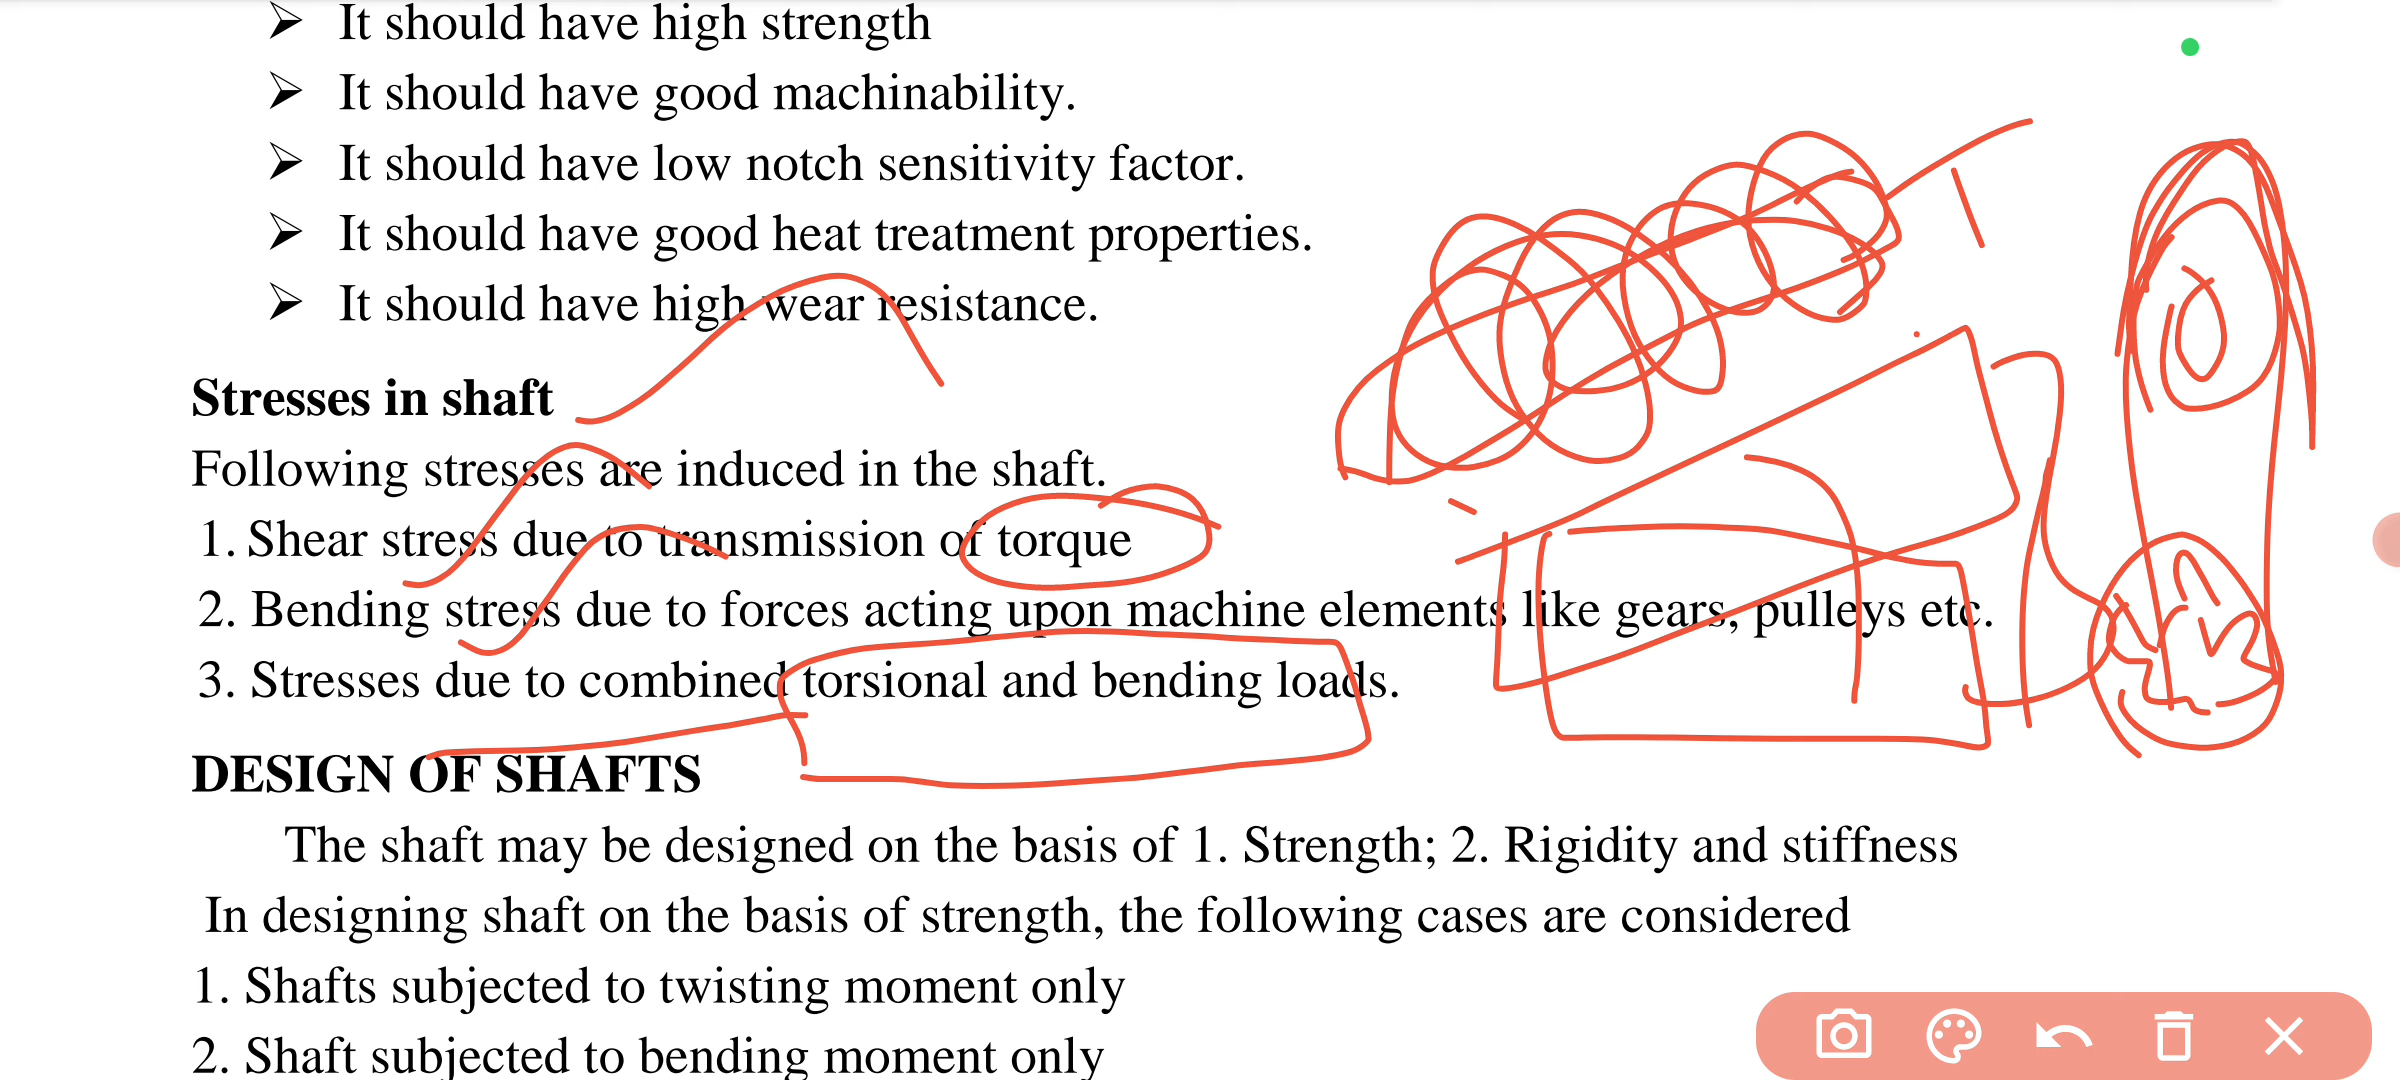 ➢ It should have high strength
➢ It should have good machinability.
➢ It should have low notch sensitivity factor.
➢ It should have good heat treatment properties.
➢ It should have high wear resistance.
Stresses in shaft
Following stresses are induced in the shaft.
1. Shear stress due to transmission of torque
2. Bending stress due to forces acting upon machine elements like gears, pulleys etc.
3. Stresses due to combined torsional and bending loads.
DESIGN OF SHAFTS
The shaft may be designed on the basis of 1. Strength; 2. Rigidity and stiffness
In designing shaft on the basis of strength, the following cases are considered
1. Shafts subjected to twisting moment only
2. Shaft subjected to bending moment only